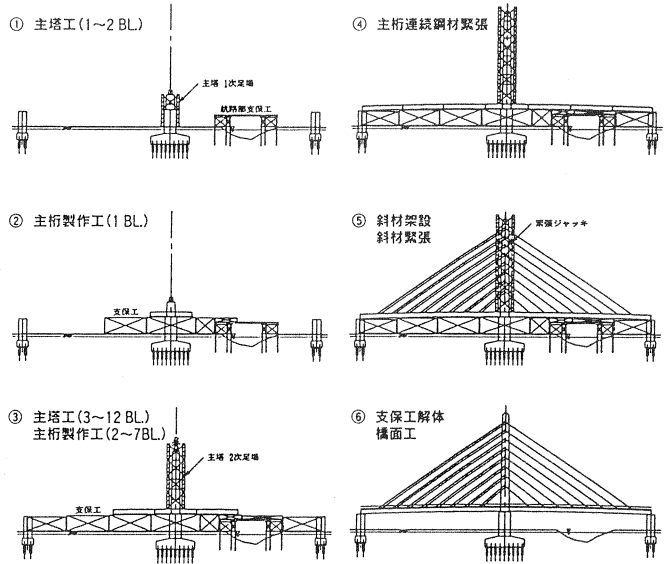 ① 主塔工(1～2 BL.)
主塔 1次足場
航路部支保工
② 主桁製作工(1 BL.)
支保工
③ 主塔工(3～12 BL.)
主桁製作工(2～7BL.)
主塔 2次足場
支保工
④ 主桁連続鋼材緊張
⑤ 斜材架設
斜材緊張
緊張ジャッキ
⑥ 支保工解体
橋面工